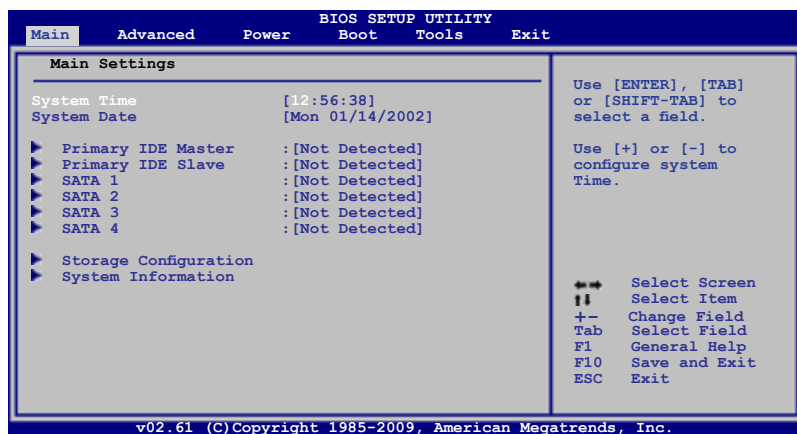 BIOS SETUP UTILITY
Main Advanced Power Boot Tools Exit
Main Settings
System Time [12:56:38]
System Date [Mon 01/14/2002]
Primary IDE Master :[Not Detected]
Primary IDE Slave :[Not Detected]
SATA 1 :[Not Detected]
SATA 2 :[Not Detected]
SATA 3 :[Not Detected]
SATA 4 :[Not Detected]
Storage Configuration
System Information
Use [ENTER], [TAB]
or [SHIFT-TAB] to
select a field.
Use [+] or [-] to
configure system
Time.
Select Screen
Select Item
+- Change Field
Tab Select Field
F1 General Help
F10 Save and Exit
ESC Exit
v02.61 (C)Copyright 1985-2009, American Megatrends, Inc.